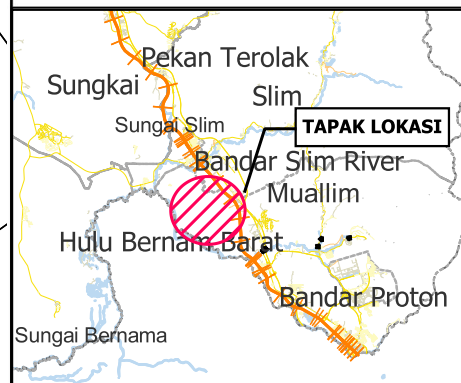 Pekan Terolak
Sungkai
Slim
Sungai Slim
TAPAK LOKASI
Bandar Slim River
Muallim
Hulu Bernam Barat
Bandar Proton
Sungai Bernama